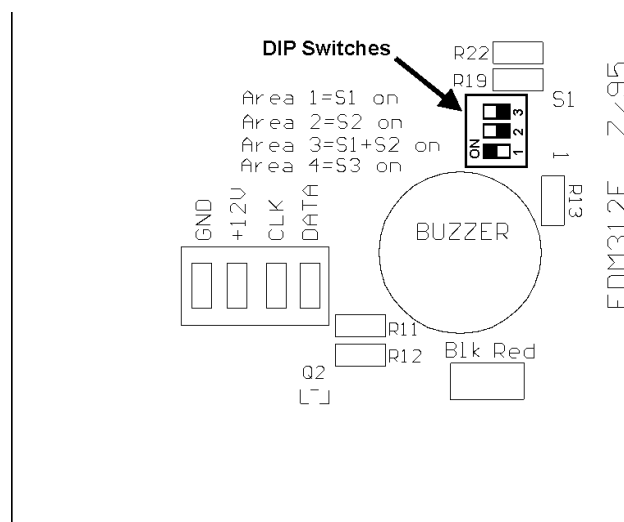 DIP Switches
R22
R19
S1
3
2
1
ON
1
Area 1=S1 on
Area 2=S2 on
Area 3=S1+S2 on
Area 4=S3 on
GND
+12V
CLK
DATA
BUZZER
R13
R11
R12
Blk Red
Q2